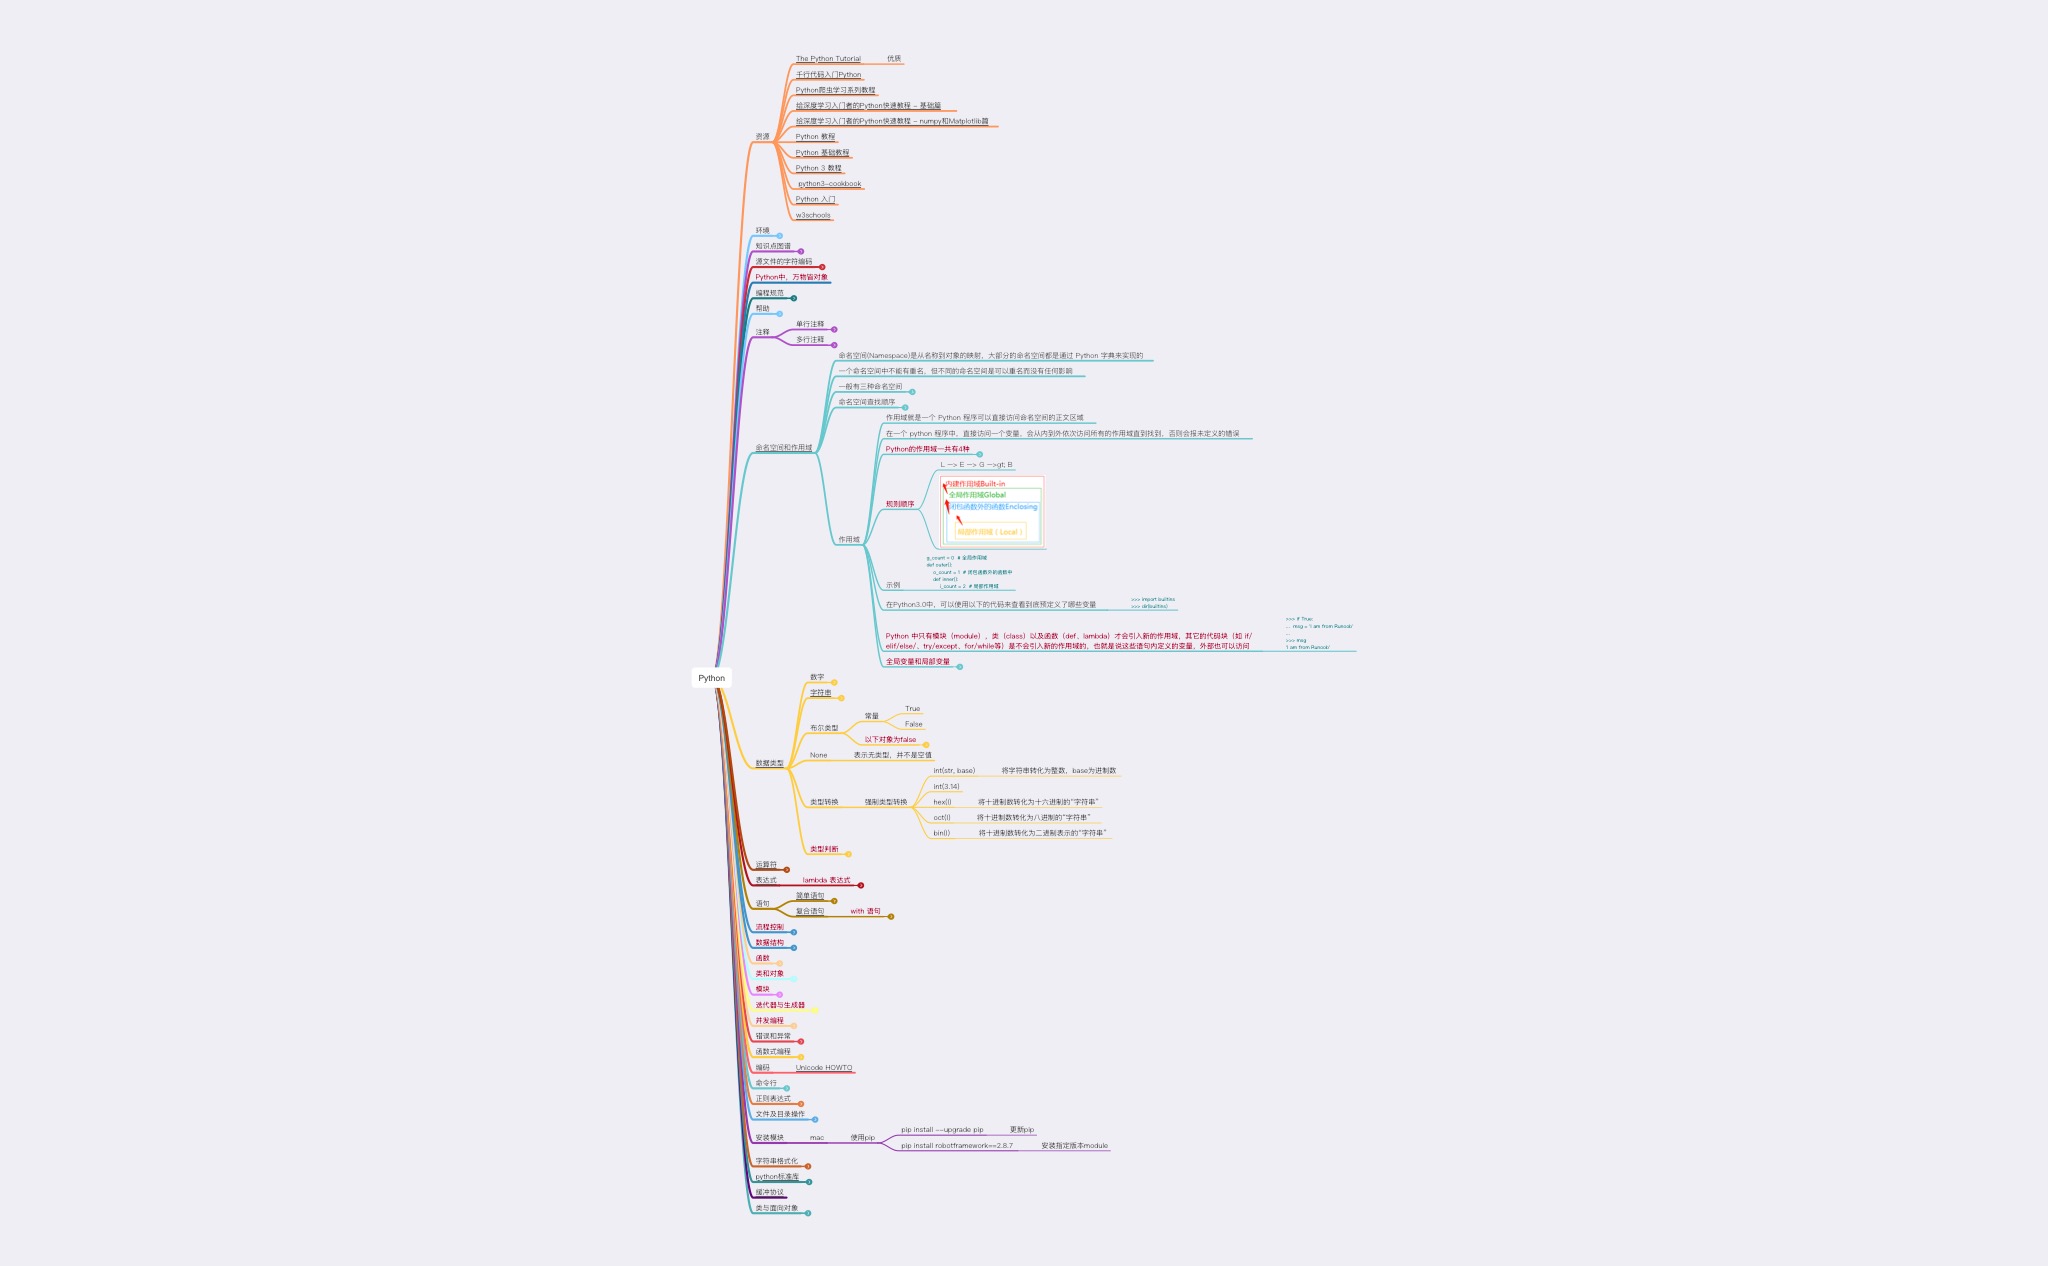 The Python Tutorial 优质
千行代码入门Python
Python爬虫学习系列教程
给深度学习入门者的Python快速教程 - 基础篇
给深度学习入门者的Python快速教程 - numpy和Matplotlib篇
资源
Python 教程
Python 基础教程
Python 3 教程
python3-cookbook
Python 入门
w3schools
环境
知识点图谱
源文件的字符编码
Python中，万物皆对象
编程规范
帮助
注释
单行注释
多行注释
命名空间和作用域
命名空间(Namespace)是从名称到对象的映射，大部分的命名空间都是通过 Python 字典来实现的
一个命名空间中不能有重名，但不同的命名空间是可以重名而没有任何影响
一般有三种命名空间
命名空间查找顺序
作用域
作用域就是一个 Python 程序可以直接访问命名空间的正文区域
在一个 python 程序中，直接访问一个变量，会从内到外依次访问所有的作用域直到找到，否则会报未定义的错误
Python的作用域一共有4种
规则顺序
L —> E —> G —>gt; B
内建作用域Built-in
全局作用域Global
闭包函数外的函数Enclosing
局部作用域（Local）
示例
g_count = 0 # 全局作用域
def outer():
o_count = 1 # 闭包函数外的函数中
def inner():
i_count = 2 # 局部作用域
在Python3.0中，可以使用以下的代码来查看到底预定义了哪些变量
>>> import builtins
>>> dir(builtins)
Python 中只有模块（module），类（class）以及函数（def、lambda）才会引入新的作用域，其它的代码块（如 if/
elif/else/、try/except、for/while等）是不会引入新的作用域的，也就是说这些语句内定义的变量，外部也可以访问
>>> if True:
... msg = 'I am from Runoob'
...
>>> msg
'I am from Runoob'
全局变量和局部变量
Python
数据类型
数字
字符串
布尔类型
常量
True
False
以下对象为false
None 表示无类型，并不是空值
类型转换 强制类型转换
int(str, base) 将字符串转化为整数，base为进制数
int(3.14)
hex(i) 将十进制数转化为十六进制的“字符串”
oct(i) 将十进制数转化为八进制的“字符串”
bin(i) 将十进制数转化为二进制表示的“字符串”
类型判断
运算符
表达式 lambda 表达式
语句
简单语句
复合语句 with 语句
流程控制
数据结构
函数
类和对象
模块
迭代器与生成器
并发编程
错误和异常
函数式编程
编码 Unicode HOWTO
命令行
正则表达式
文件及目录操作
安装模块 mac 使用pip
pip install --upgrade pip 更新pip
pip install robotframework==2.8.7 安装指定版本module
字符串格式化
python标准库
缓冲协议
类与面向对象